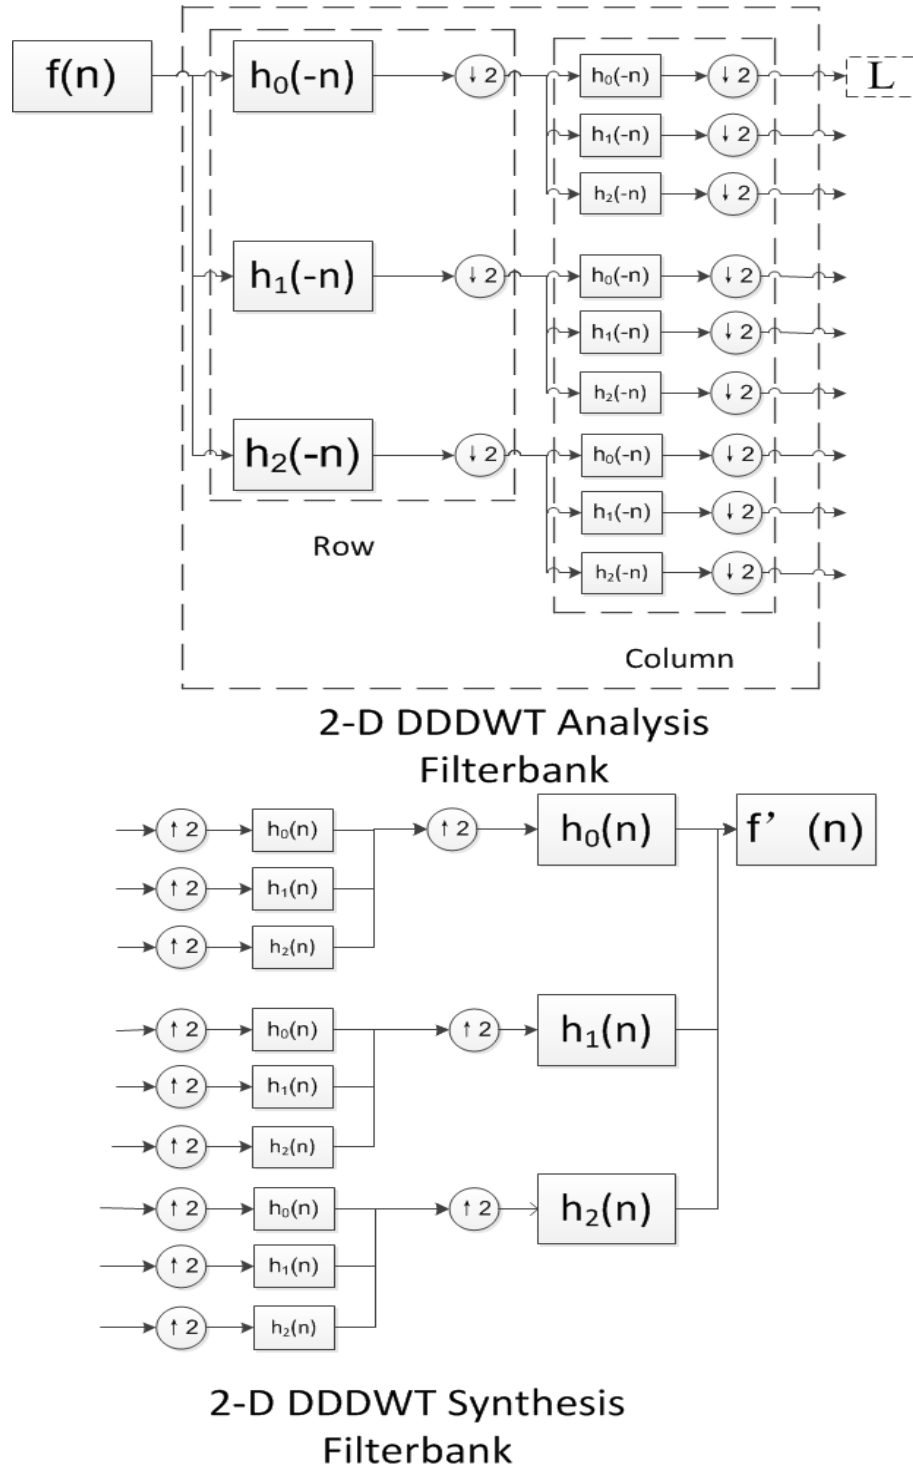 f(n)
h₀(-n)
↓ 2
h₀(-n)
↓ 2
L
h₁(-n)
↓ 2
h₂(-n)
↓ 2
h₁(-n)
↓ 2
h₀(-n)
↓ 2
h₁(-n)
↓ 2
h₂(-n)
↓ 2
h₂(-n)
↓ 2
h₀(-n)
↓ 2
h₁(-n)
↓ 2
h₂(-n)
↓ 2
Row
Column
2-D DDDWT Analysis
Filterbank
↑ 2
h₀(n)
↑ 2
h₀(n)
f’ (n)
↑ 2
h₁(n)
↑ 2
h₂(n)
↑ 2
h₀(n)
↑ 2
h₁(n)
↑ 2
h₁(n)
↑ 2
h₂(n)
↑ 2
h₀(n)
↑ 2
h₂(n)
↑ 2
h₁(n)
↑ 2
h₂(n)
2-D DDDWT Synthesis
Filterbank